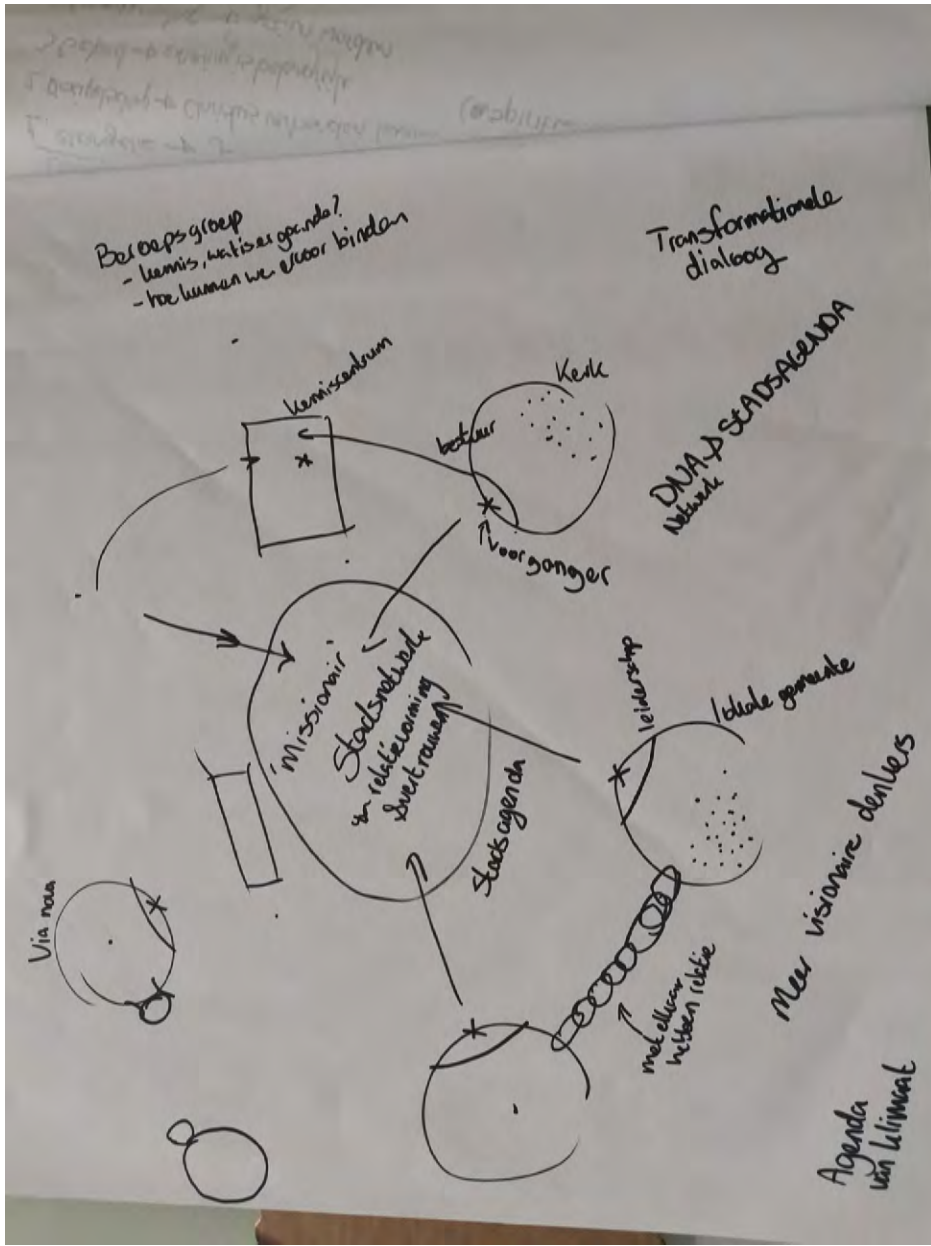 Beroepsgroep
- kennis, wat is er gaande?
- hoe kunnen we ervoor binden
Transformationele
dialoog
kenniscentrum
Kerk
bestuur
voorganger
DNA & STADSAGENDA
Netwerk
'missionair'
Stadsnetwerk
relatievorming
& vertrouwen
Stadsagenda
leiderschap
lokale gemeente
Via nova
met elkaar
hebben relatie
Meer visionaire denkers
Agenda
van klimaat